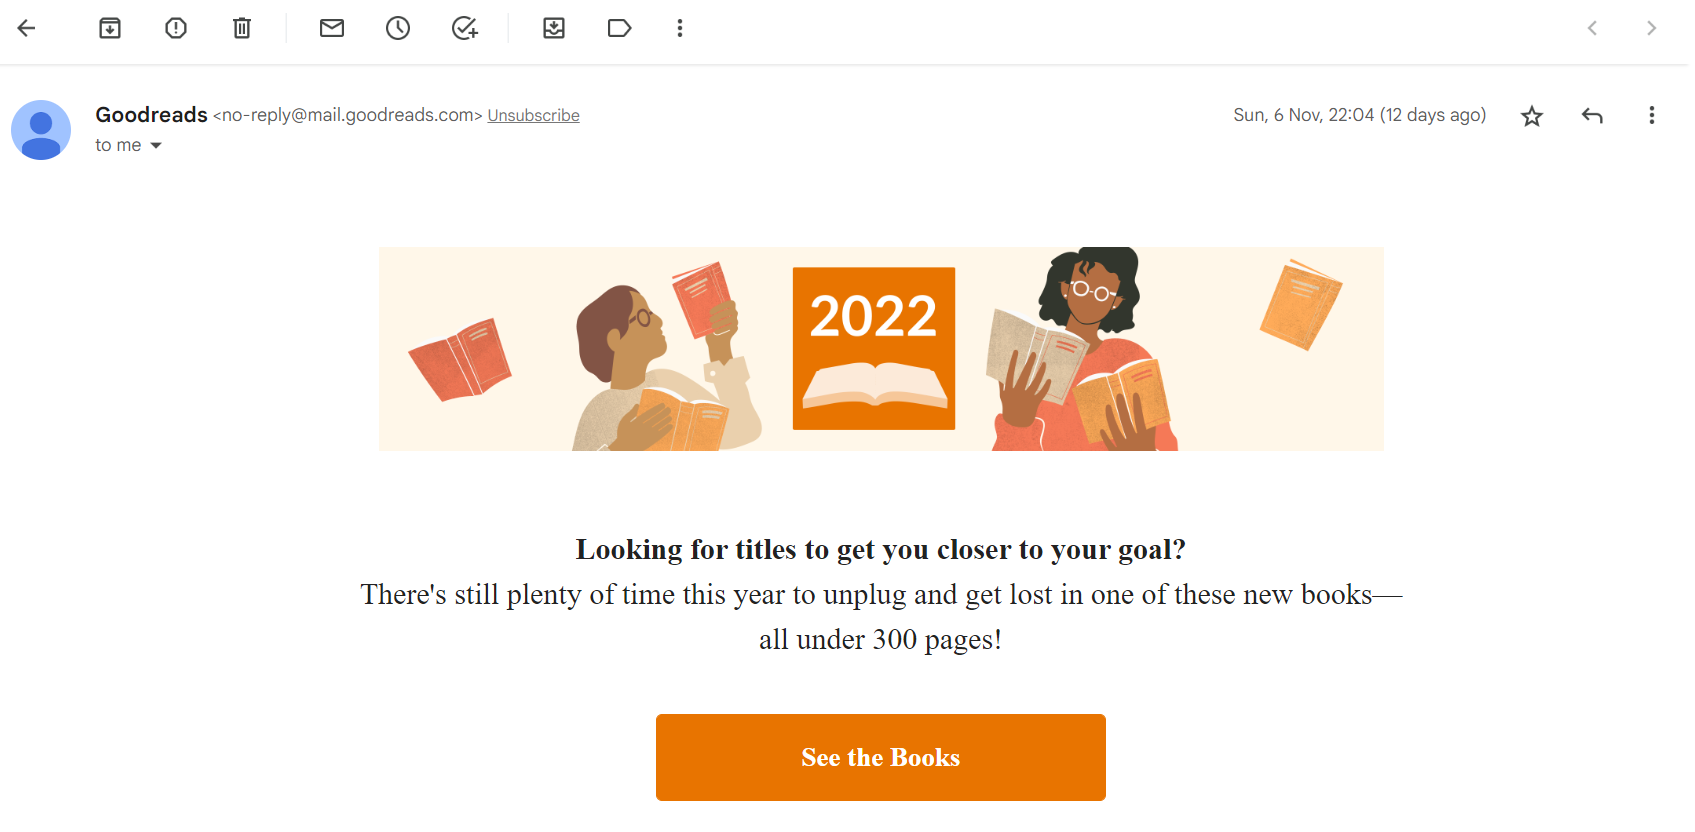 Goodreads <no-reply@mail.goodreads.com> Unsubscribe
Sun, 6 Nov, 22:04 (12 days ago)
to me
2022
Looking for titles to get you closer to your goal?
There's still plenty of time this year to unplug and get lost in one of these new books—
all under 300 pages!
See the Books